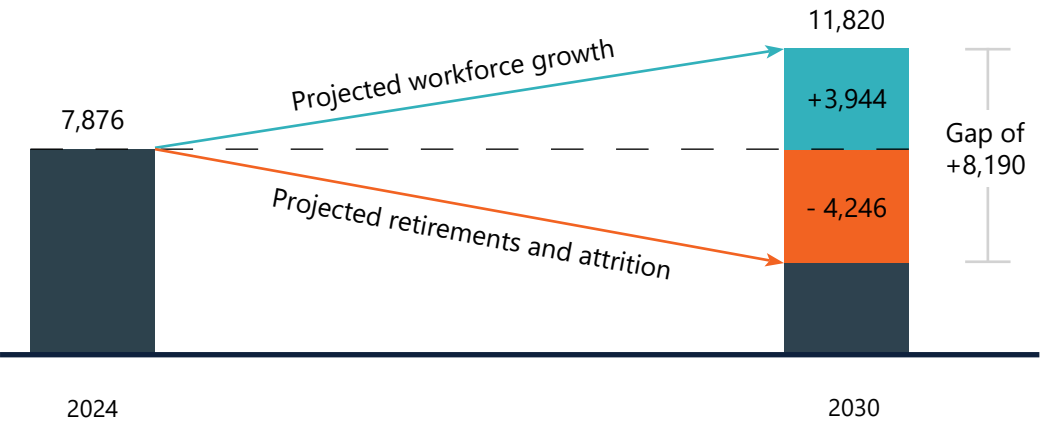 11,820
Projected workforce growth
+3,944
7,876
Gap of
+8,190
Projected retirements and attrition
- 4,246
2024
2030